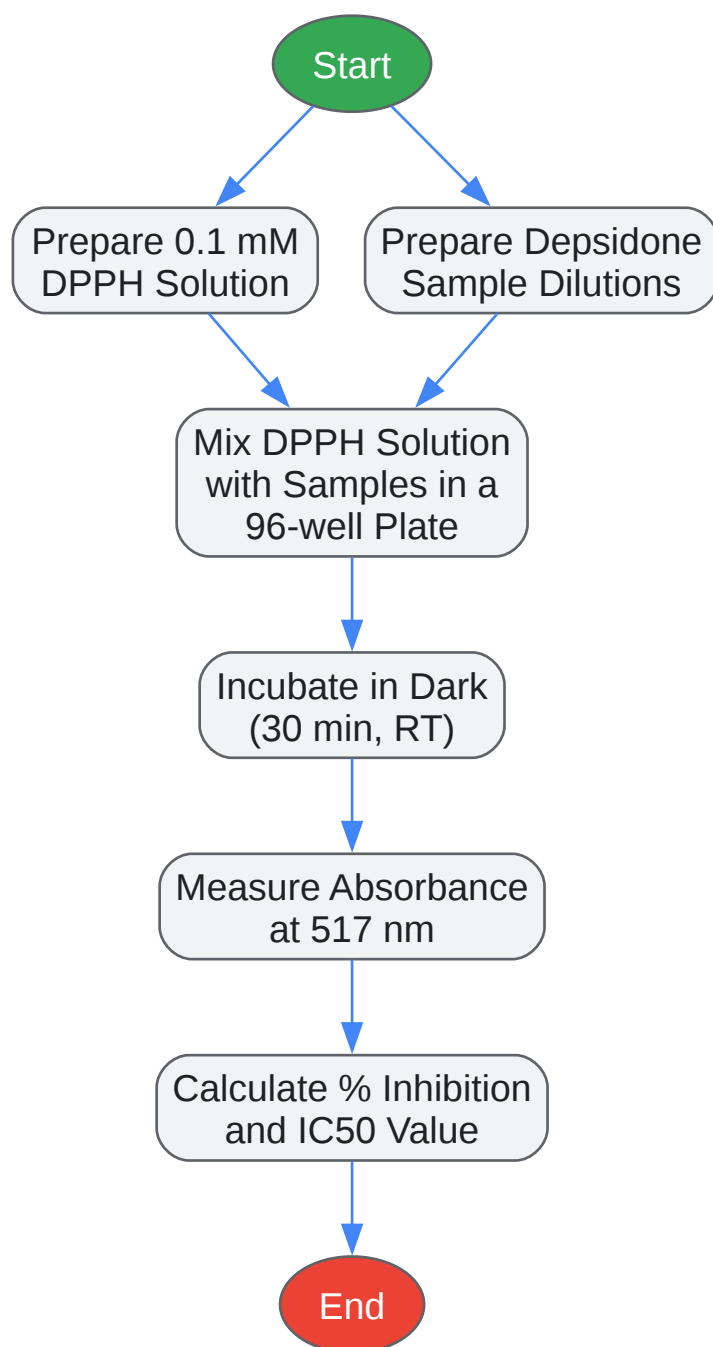 Start
Prepare 0.1 mM
DPPH Solution
Prepare Depsidone
Sample Dilutions
Mix DPPH Solution
with Samples in a
96-well Plate
Incubate in Dark
(30 min, RT)
Measure Absorbance
at 517 nm
Calculate % Inhibition
and IC50 Value
End